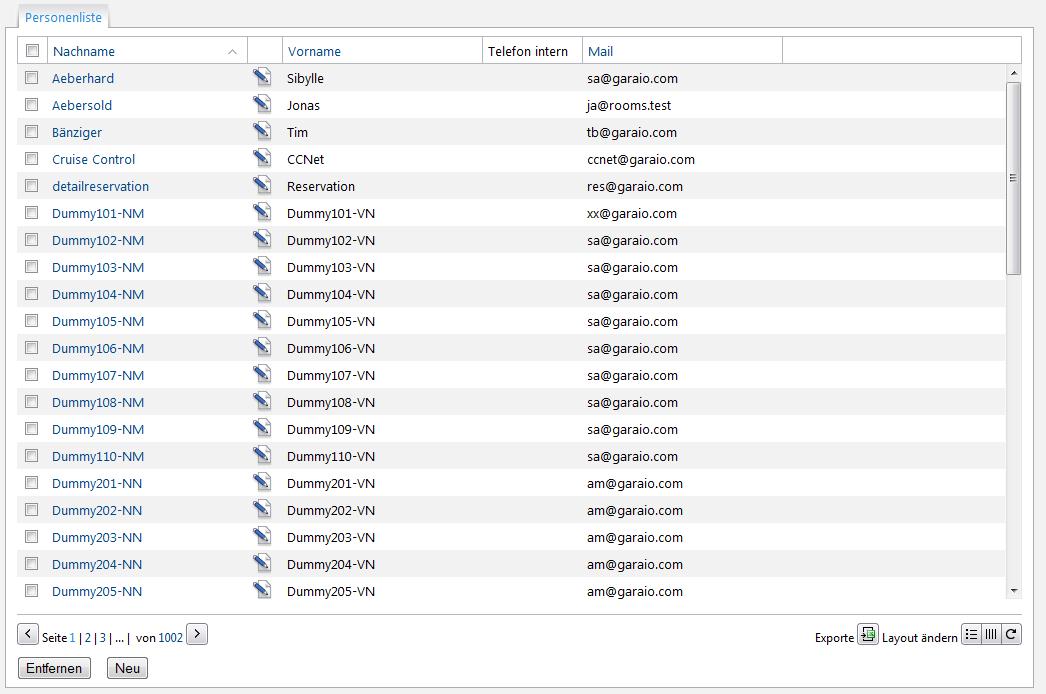 Personenliste
Nachname Vorname Telefon intern Mail
Aeberhard Sibylle sa@garaio.com
Aebersold Jonas ja@rooms.test
Bänziger Tim tb@garaio.com
Cruise Control CCNet ccnet@garaio.com
detailreservation Reservation res@garaio.com
Dummy101-NM Dummy101-VN xx@garaio.com
Dummy102-NM Dummy102-VN sa@garaio.com
Dummy103-NM Dummy103-VN sa@garaio.com
Dummy104-NM Dummy104-VN sa@garaio.com
Dummy105-NM Dummy105-VN sa@garaio.com
Dummy106-NM Dummy106-VN sa@garaio.com
Dummy107-NM Dummy107-VN sa@garaio.com
Dummy108-NM Dummy108-VN sa@garaio.com
Dummy109-NM Dummy109-VN sa@garaio.com
Dummy110-NM Dummy110-VN sa@garaio.com
Dummy201-NN Dummy201-VN am@garaio.com
Dummy202-NN Dummy202-VN am@garaio.com
Dummy203-NN Dummy203-VN am@garaio.com
Dummy204-NN Dummy204-VN am@garaio.com
Dummy205-NN Dummy205-VN am@garaio.com
Seite 1 | 2 | 3 | ... | von 1002 Exporte Layout ändern
Entfernen Neu